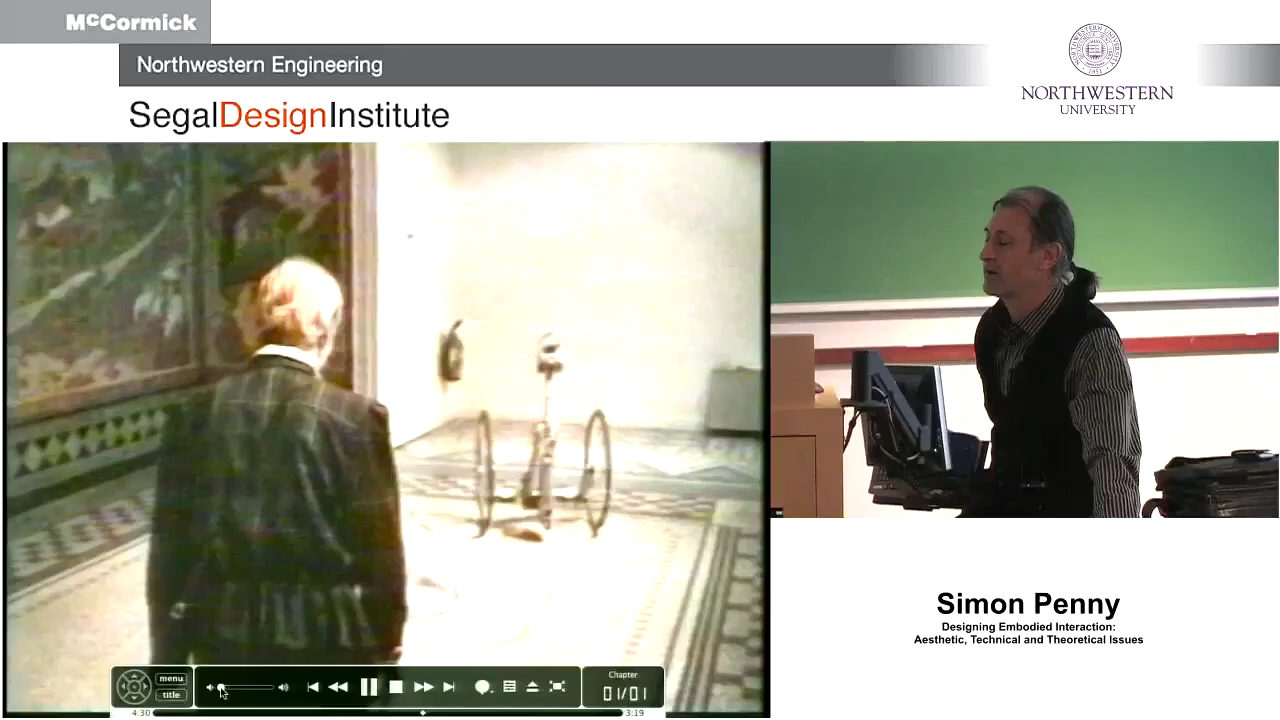 McCormick
Northwestern Engineering
NORTHWESTERN
UNIVERSITY
SegalDesignInstitute
menu
title
Chapter
01/01
4:30
3:19
Simon Penny
Designing Embodied Interaction:
Aesthetic, Technical and Theoretical Issues